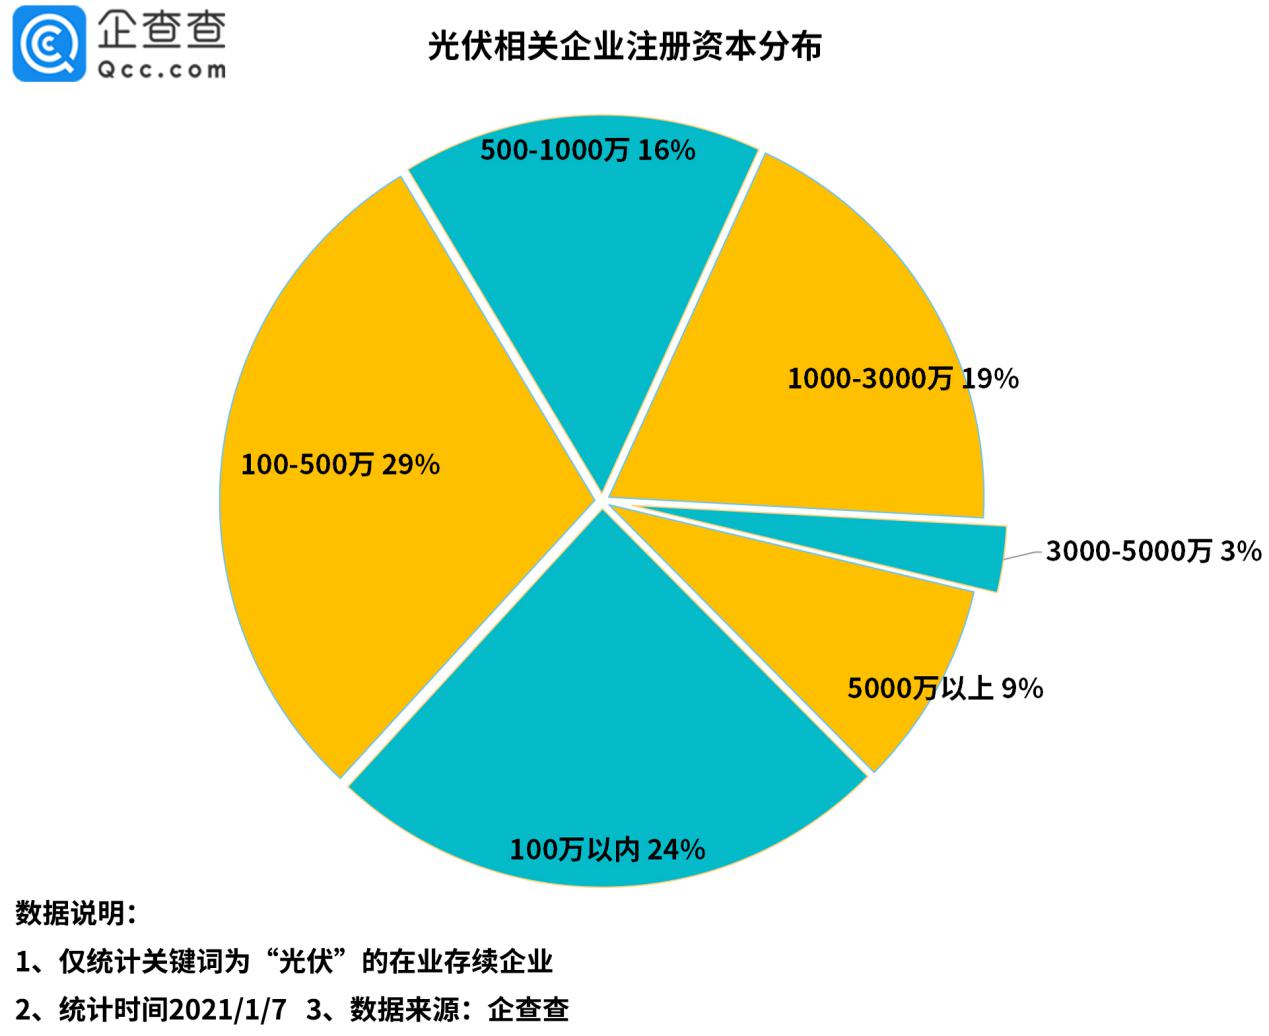 企查查
Qcc.com
光伏相关企业注册资本分布
500-1000万 16%
1000-3000万 19%
100-500万 29%
3000-5000万 3%
5000万以上 9%
100万以内 24%
数据说明：
1、仅统计关键词为“光伏”的在业存续企业
2、统计时间2021/1/7 3、数据来源：企查查